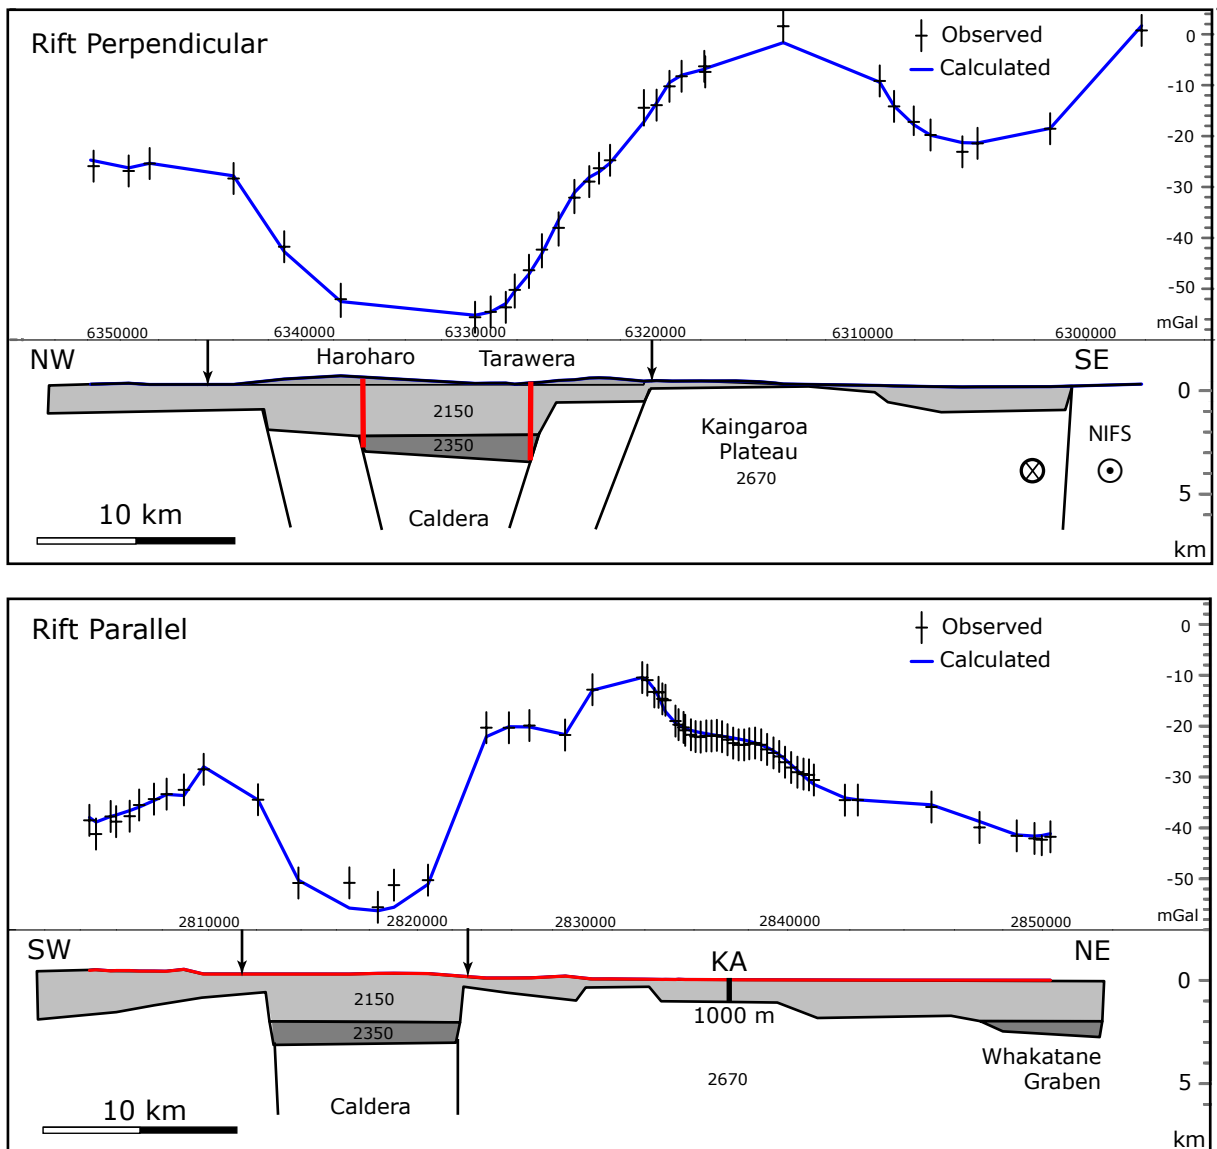 Rift Perpendicular
Observed
Calculated
0
-10
-20
-30
-40
-50
mGal
6350000 6340000 6330000 6320000 6310000 6300000
NW Haroharo Tarawera SE
0
2150
2350
Kaingaroa
Plateau
2670
NIFS
5
10 km
Caldera
km
Rift Parallel
Observed
Calculated
0
-10
-20
-30
-40
-50
mGal
2810000 2820000 2830000 2840000 2850000
SW KA NE
0
2150
1000 m
2350
Whakatane
Graben
2670
5
10 km
Caldera
km